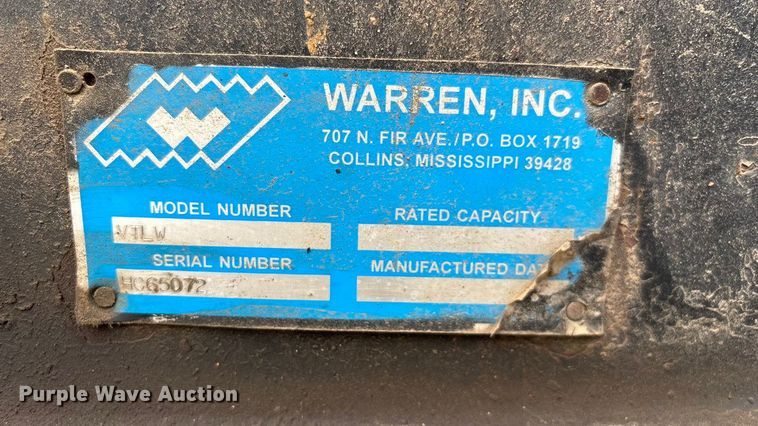 W
WARREN, INC.
707 N. FIR AVE./P.O. BOX 1719
COLLINS, MISSISSIPPI 39428
MODEL NUMBER
RATED CAPACITY
SERIAL NUMBER
HC65072
MANUFACTURED
Purple Wave Auction